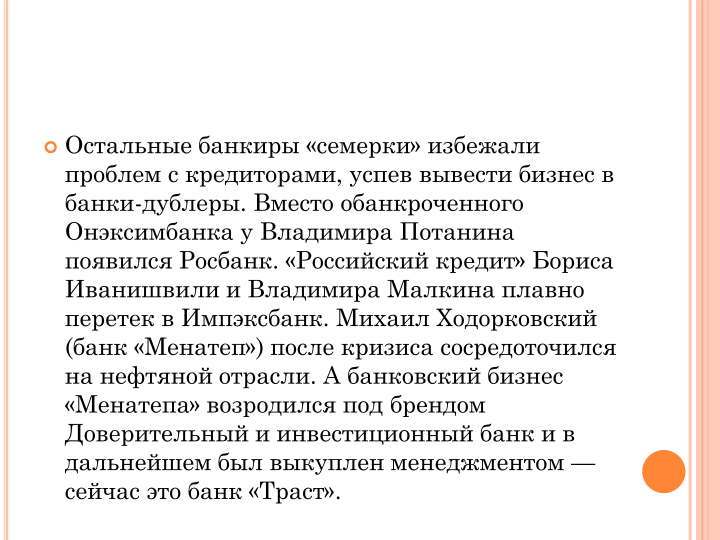 Остальные банкиры «семерки» избежали
проблем с кредиторами, успев вывести бизнес в
банки-дублеры. Вместо обанкроченного
Онэксимбанка у Владимира Потанина
появился Росбанк. «Российский кредит» Бориса
Иванишвили и Владимира Малкина плавно
перетек в Импэксбанк. Михаил Ходорковский
(банк «Менатеп») после кризиса сосредоточился
на нефтяной отрасли. А банковский бизнес
«Менатепа» возродился под брендом
Доверительный и инвестиционный банк и в
дальнейшем был выкуплен менеджментом —
сейчас это банк «Траст».